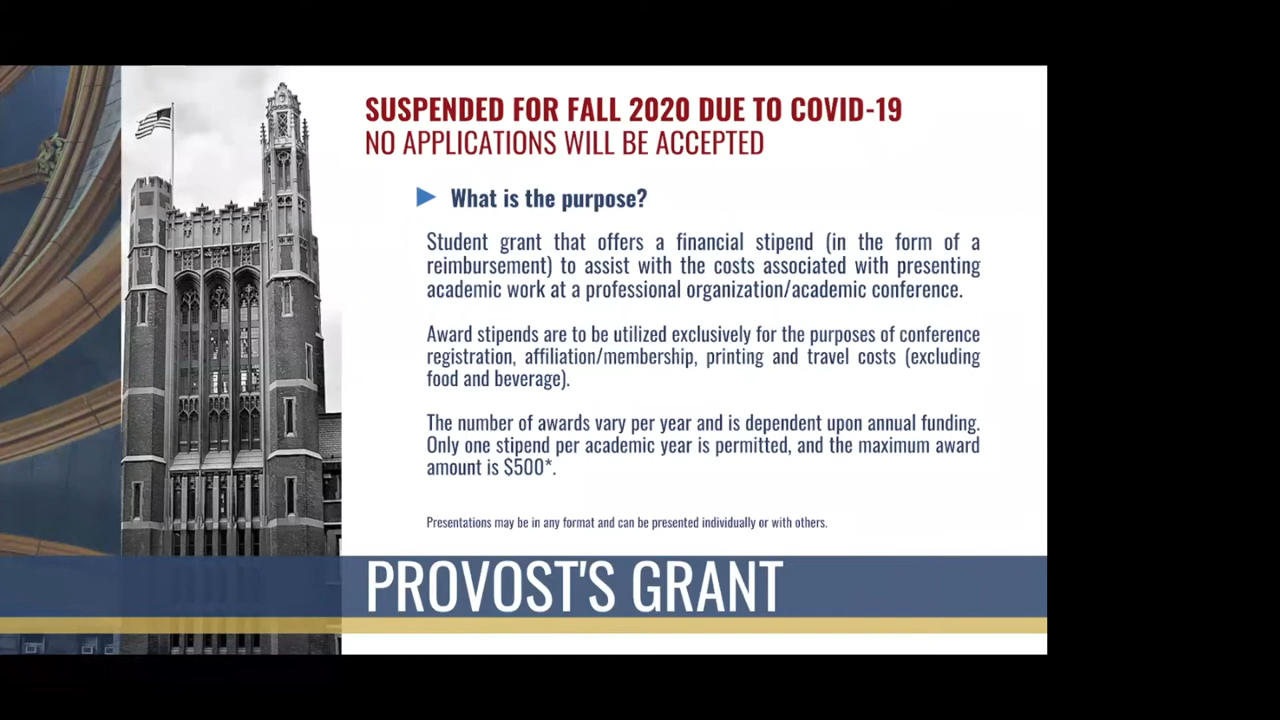 SUSPENDED FOR FALL 2020 DUE TO COVID-19
NO APPLICATIONS WILL BE ACCEPTED
What is the purpose?
Student grant that offers a financial stipend (in the form of a
reimbursement) to assist with the costs associated with presenting
academic work at a professional organization/academic conference.
Award stipends are to be utilized exclusively for the purposes of conference
registration, affiliation/membership, printing and travel costs (excluding
food and beverage).
The number of awards vary per year and is dependent upon annual funding.
Only one stipend per academic year is permitted, and the maximum award
amount is $500*.
Presentations may be in any format and can be presented individually or with others.
PROVOST'S GRANT